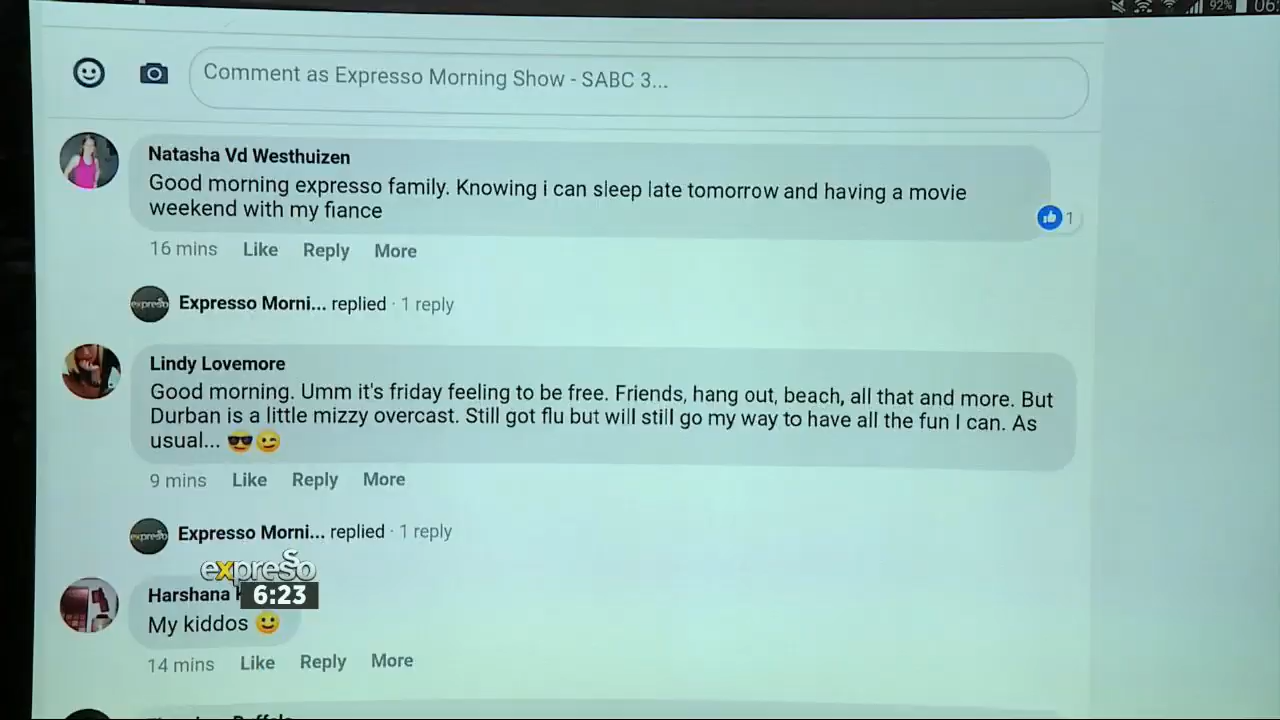 92%
06:
Comment as Expresso Morning Show - SABC 3...
Natasha Vd Westhuizen
Good morning expresso family. Knowing i can sleep late tomorrow and having a movie
weekend with my fiance
1
16 mins Like Reply More
expresso Expresso Morni... replied · 1 reply
Lindy Lovemore
Good morning. Umm it's friday feeling to be free. Friends, hang out, beach, all that and more. But
Durban is a little mizzy overcast. Still got flu but will still go my way to have all the fun I can. As
usual... 😎😉
9 mins Like Reply More
expresso Expresso Morni... replied · 1 reply
expresso
6:23
Harshana
My kiddos 🙂
14 mins Like Reply More